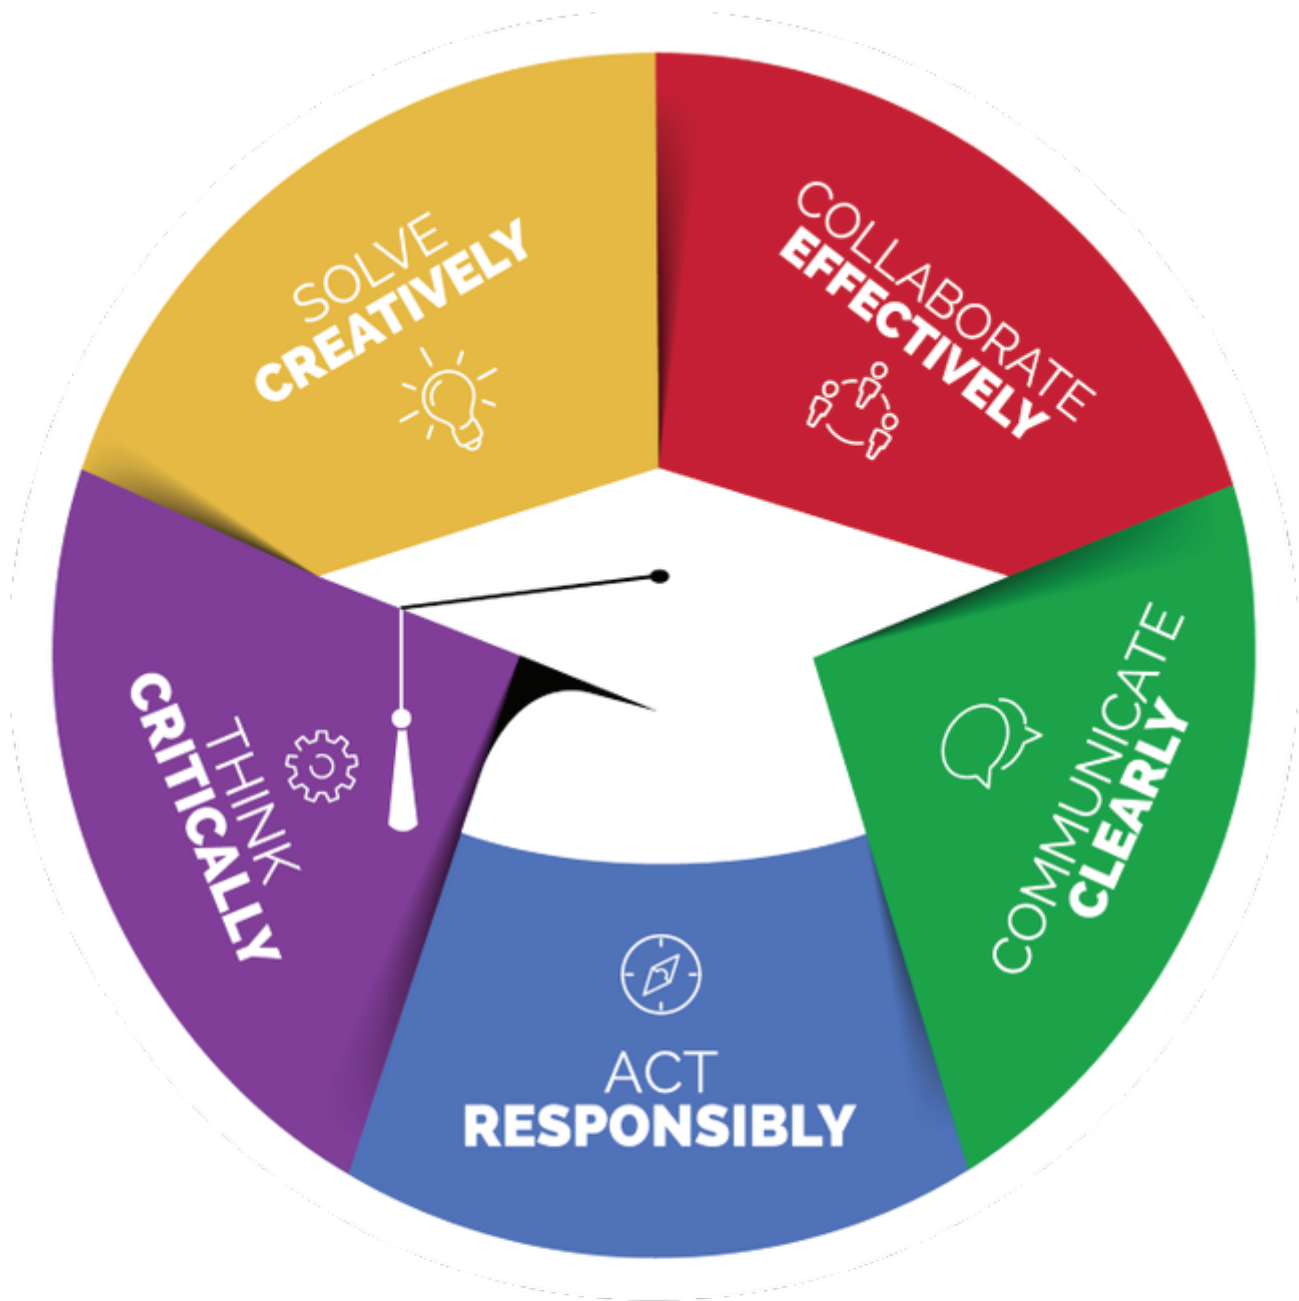 SOLVE
CREATIVELY
COLLABORATE
EFFECTIVELY
COMMUNICATE
CLEARLY
ACT
RESPONSIBLY
THINK
CRITICALLY